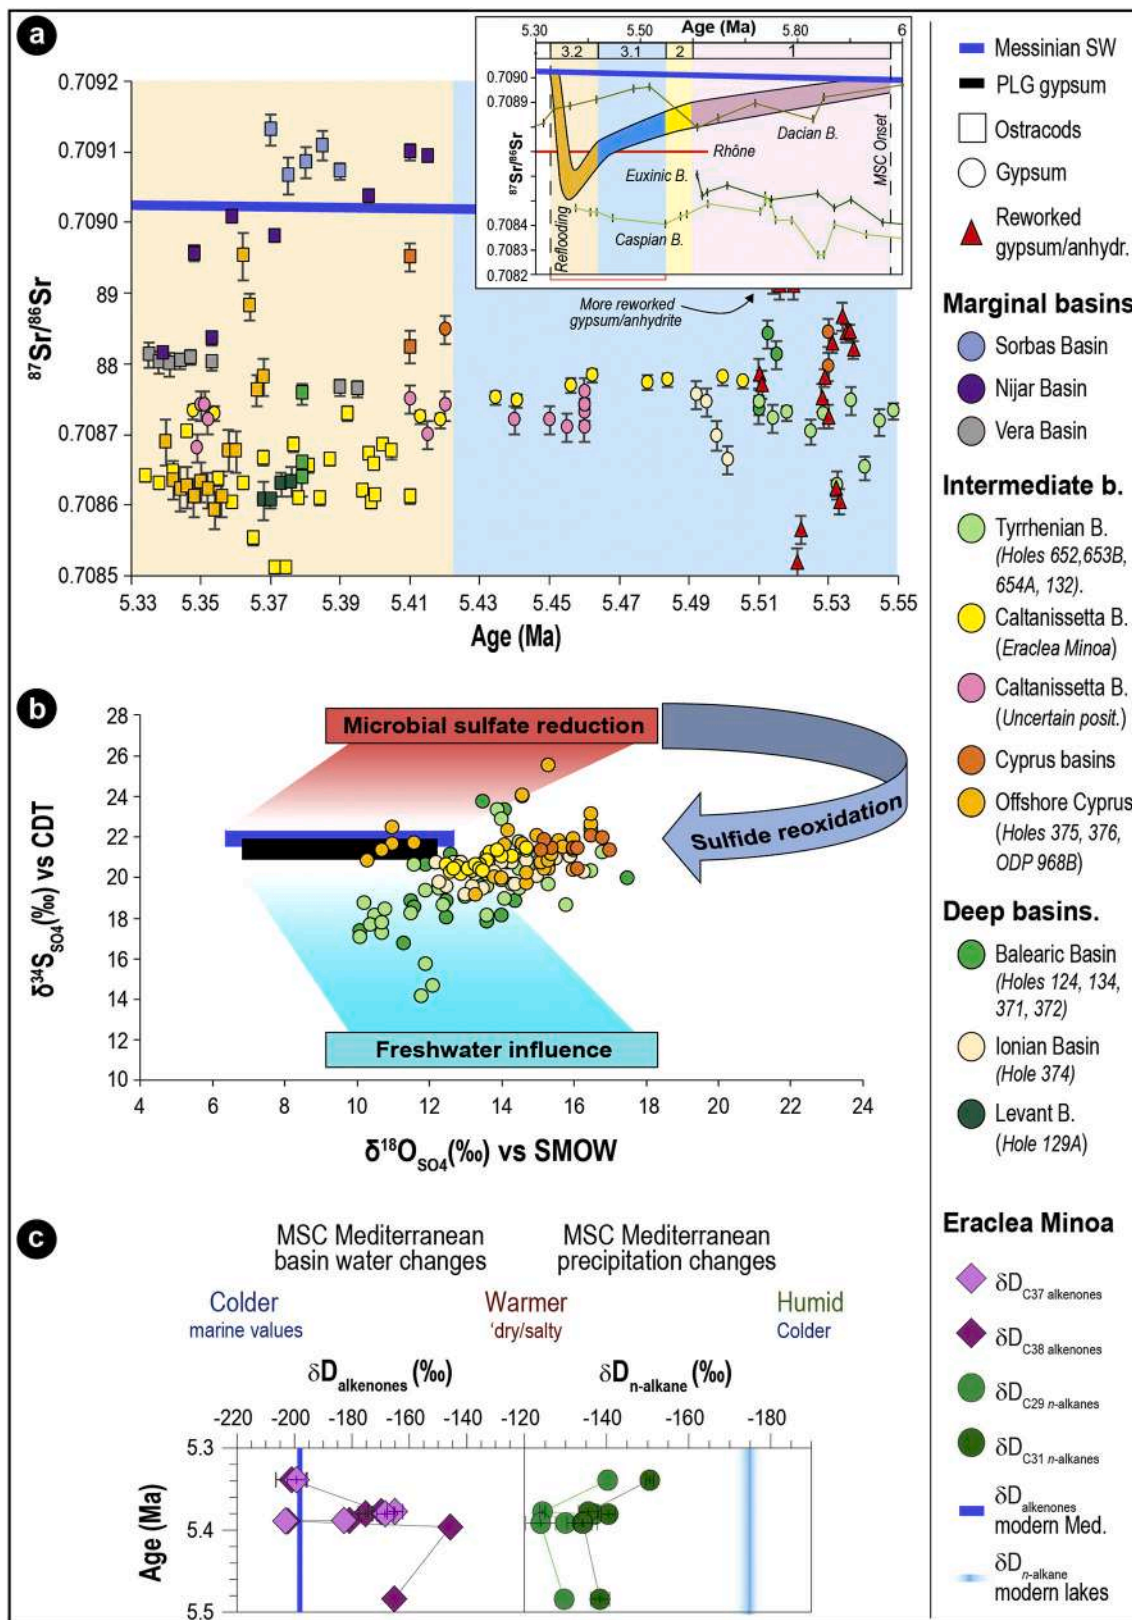 a
Age (Ma)
5.30
5.50
5.80
6
3.2
3.1
2
1
0.7090
0.7089
0.7084
0.7083
0.7082
87Sr/86Sr
Dacian B.
Rhône
Euxinic B.
Caspian B.
Reflooding
MSC Onset
More reworked
gypsum/anhydrite
0.7092
0.7091
0.7090
89
88
0.7087
0.7086
0.7085
87Sr/86Sr
5.33
5.35
5.37
5.39
5.41
5.43
5.45
5.47
5.49
5.51
5.53
5.55
Age (Ma)
b
28
26
24
22
20
18
16
14
12
10
δ34SSO4(‰) vs CDT
Microbial sulfate reduction
Sulfide reoxidation
Freshwater influence
4
6
8
10
12
14
16
18
20
22
24
δ18OSO4(‰) vs SMOW
c
MSC Mediterranean
basin water changes
MSC Mediterranean
precipitation changes
Colder
marine values
Warmer
'dry/salty
Humid
Colder
δDalkenones (‰)
δDn-alkane (‰)
-220
-200
-180
-160
-140
-120
-140
-160
-180
5.3
5.4
5.5
Age (Ma)
Messinian SW
PLG gypsum
Ostracods
Gypsum
Reworked
gypsum/anhydr.
Marginal basins
Sorbas Basin
Nijar Basin
Vera Basin
Intermediate b.
Tyrrhenian B.
(Holes 652,653B,
654A, 132).
Caltanissetta B.
(Eraclea Minoa)
Caltanissetta B.
(Uncertain posit.)
Cyprus basins
Offshore Cyprus
(Holes 375, 376,
ODP 968B)
Deep basins.
Balearic Basin
(Holes 124, 134,
371, 372)
Ionian Basin
(Hole 374)
Levant B.
(Hole 129A)
Eraclea Minoa
δDC37 alkenones
δDC38 alkenones
δDC29 n-alkanes
δDC31 n-alkanes
δDalkenones
modern Med.
δDn-alkane
modern lakes